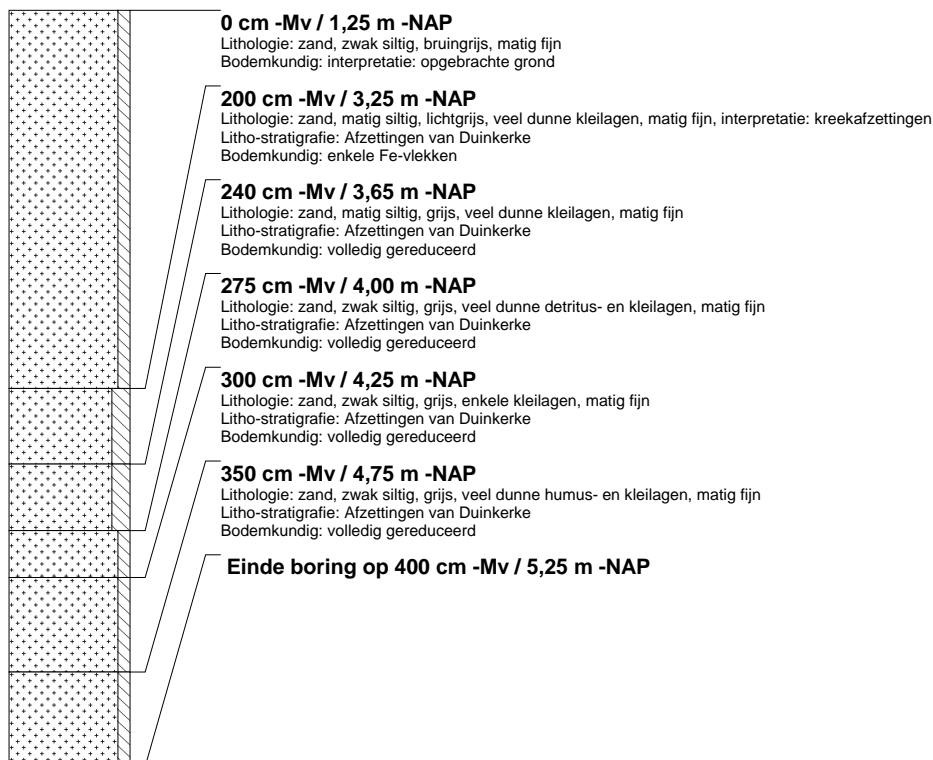 0 cm -Mv / 1,25 m -NAP
Lithologie: zand, zwak siltig, bruingrijs, matig fijn
Bodemkundig: interpretatie: opgebrachte grond
200 cm -Mv / 3,25 m -NAP
Lithologie: zand, matig siltig, lichtgrijs, veel dunne kleilagen, matig fijn, interpretatie: kreekafzettingen
Litho-stratigrafie: Afzettingen van Duinkerke
Bodemkundig: enkele Fe-vlekken
240 cm -Mv / 3,65 m -NAP
Lithologie: zand, matig siltig, grijs, veel dunne kleilagen, matig fijn
Litho-stratigrafie: Afzettingen van Duinkerke
Bodemkundig: volledig gereduceerd
275 cm -Mv / 4,00 m -NAP
Lithologie: zand, zwak siltig, grijs, veel dunne detritus- en kleilagen, matig fijn
Litho-stratigrafie: Afzettingen van Duinkerke
Bodemkundig: volledig gereduceerd
300 cm -Mv / 4,25 m -NAP
Lithologie: zand, zwak siltig, grijs, enkele kleilagen, matig fijn
Litho-stratigrafie: Afzettingen van Duinkerke
Bodemkundig: volledig gereduceerd
350 cm -Mv / 4,75 m -NAP
Lithologie: zand, zwak siltig, grijs, veel dunne humus- en kleilagen, matig fijn
Litho-stratigrafie: Afzettingen van Duinkerke
Bodemkundig: volledig gereduceerd
Einde boring op 400 cm -Mv / 5,25 m -NAP